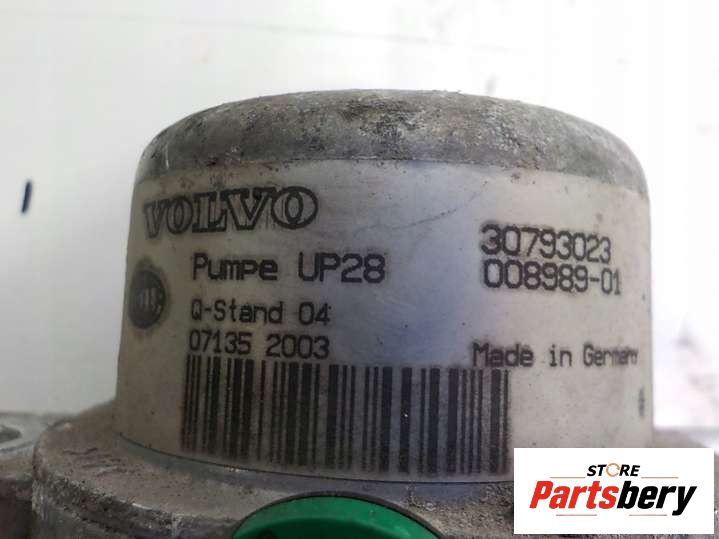 VOLVO
Pumpe UP28
30793023
008989-01
Q-Stand 04
07135 2003
Made in Germany
STORE
Partsbery